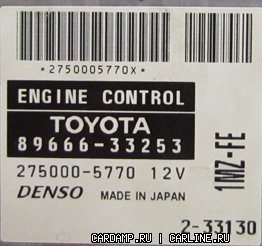 *2750005770X*
ENGINE CONTROL
TOYOTA
89666-33253
275000-5770 12V
DENSO MADE IN JAPAN
1MZ-FE
2-33130
CARDAMP.RU | CARLINE.RU